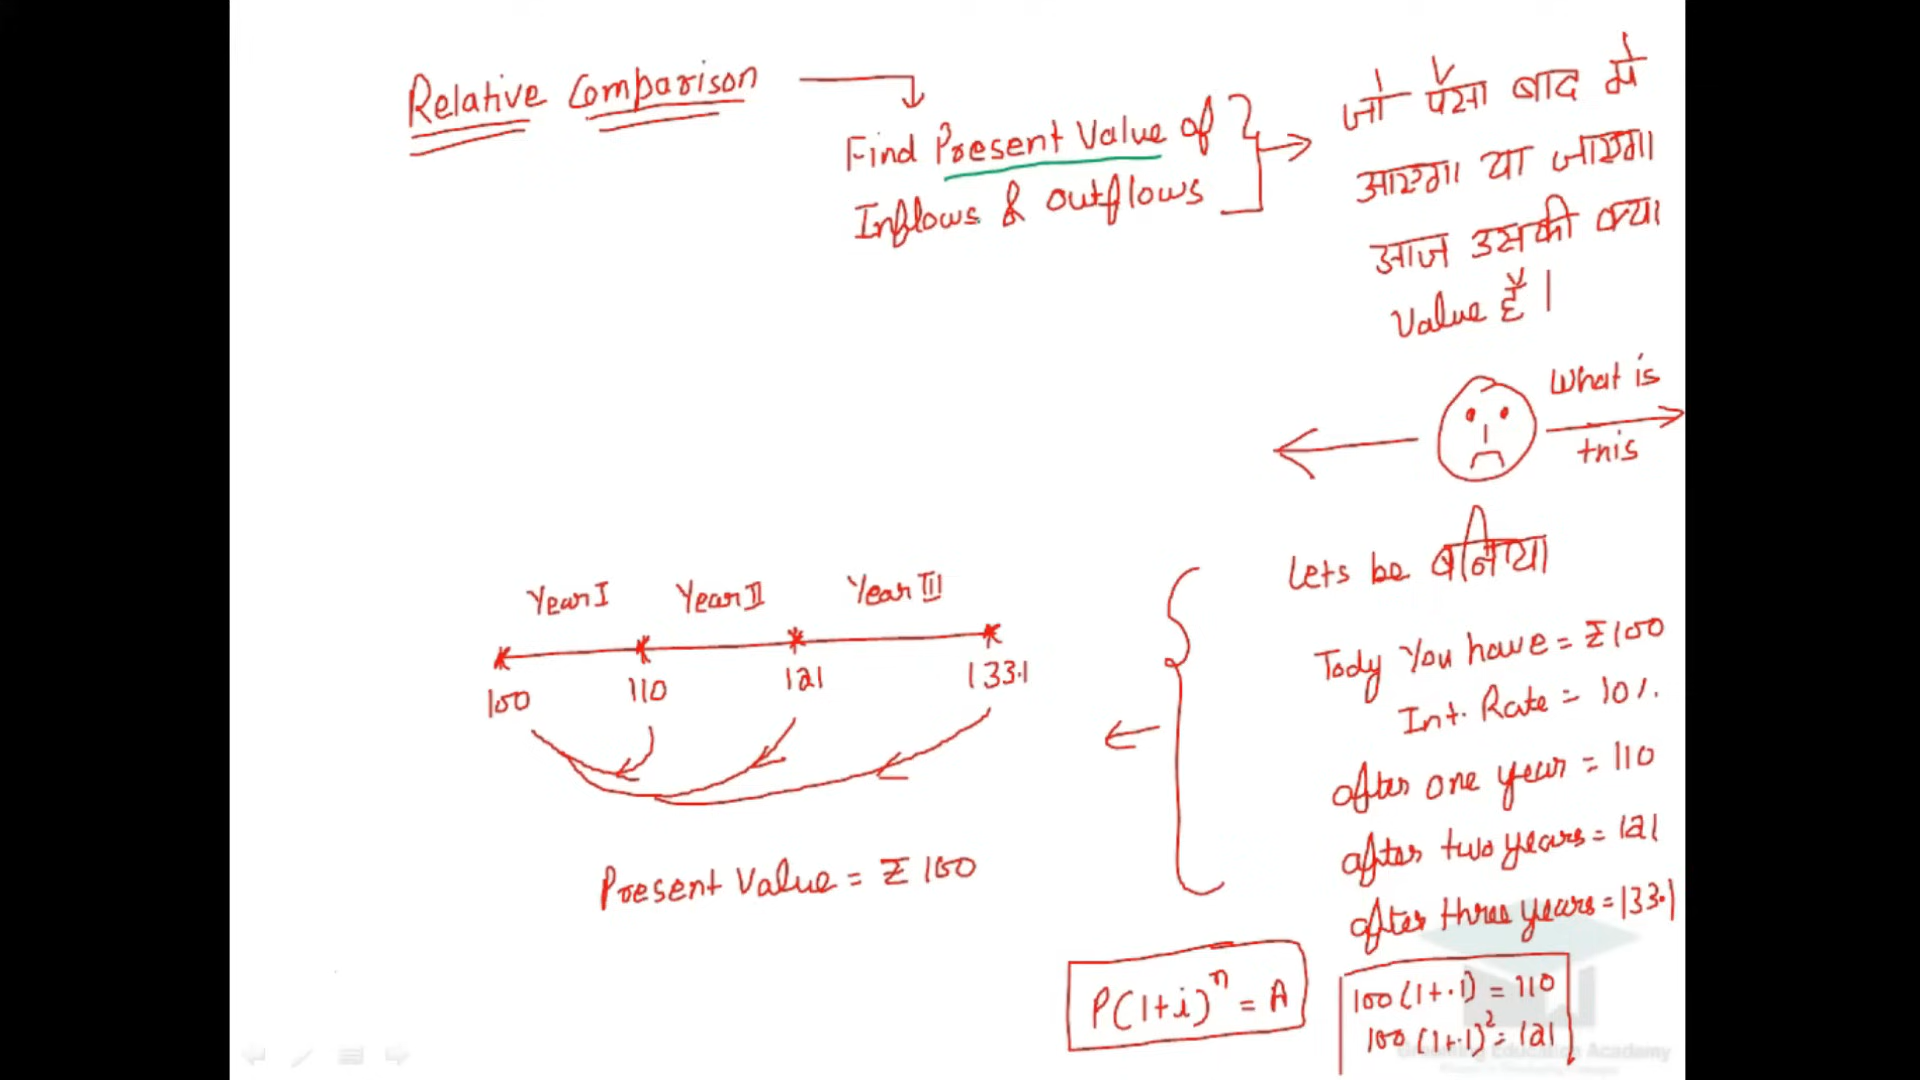 Relative Comparison
Find Present Value of
Inflows & outflows
जो पैसा बाद में
आएगा या जाएगा
आज उसकी क्या
Value है।
What is
this
Lets be बनिया
Tody You have = ₹100
Int. Rate = 10%.
after one year = 110
after two years = 121
after three years = 133.1
Year I Year II Year III
100 110 121 133.1
Present Value = ₹100
P(1+i)ⁿ = A
100(1+.1) = 110
100(1+.1)² = 121
Education Academy